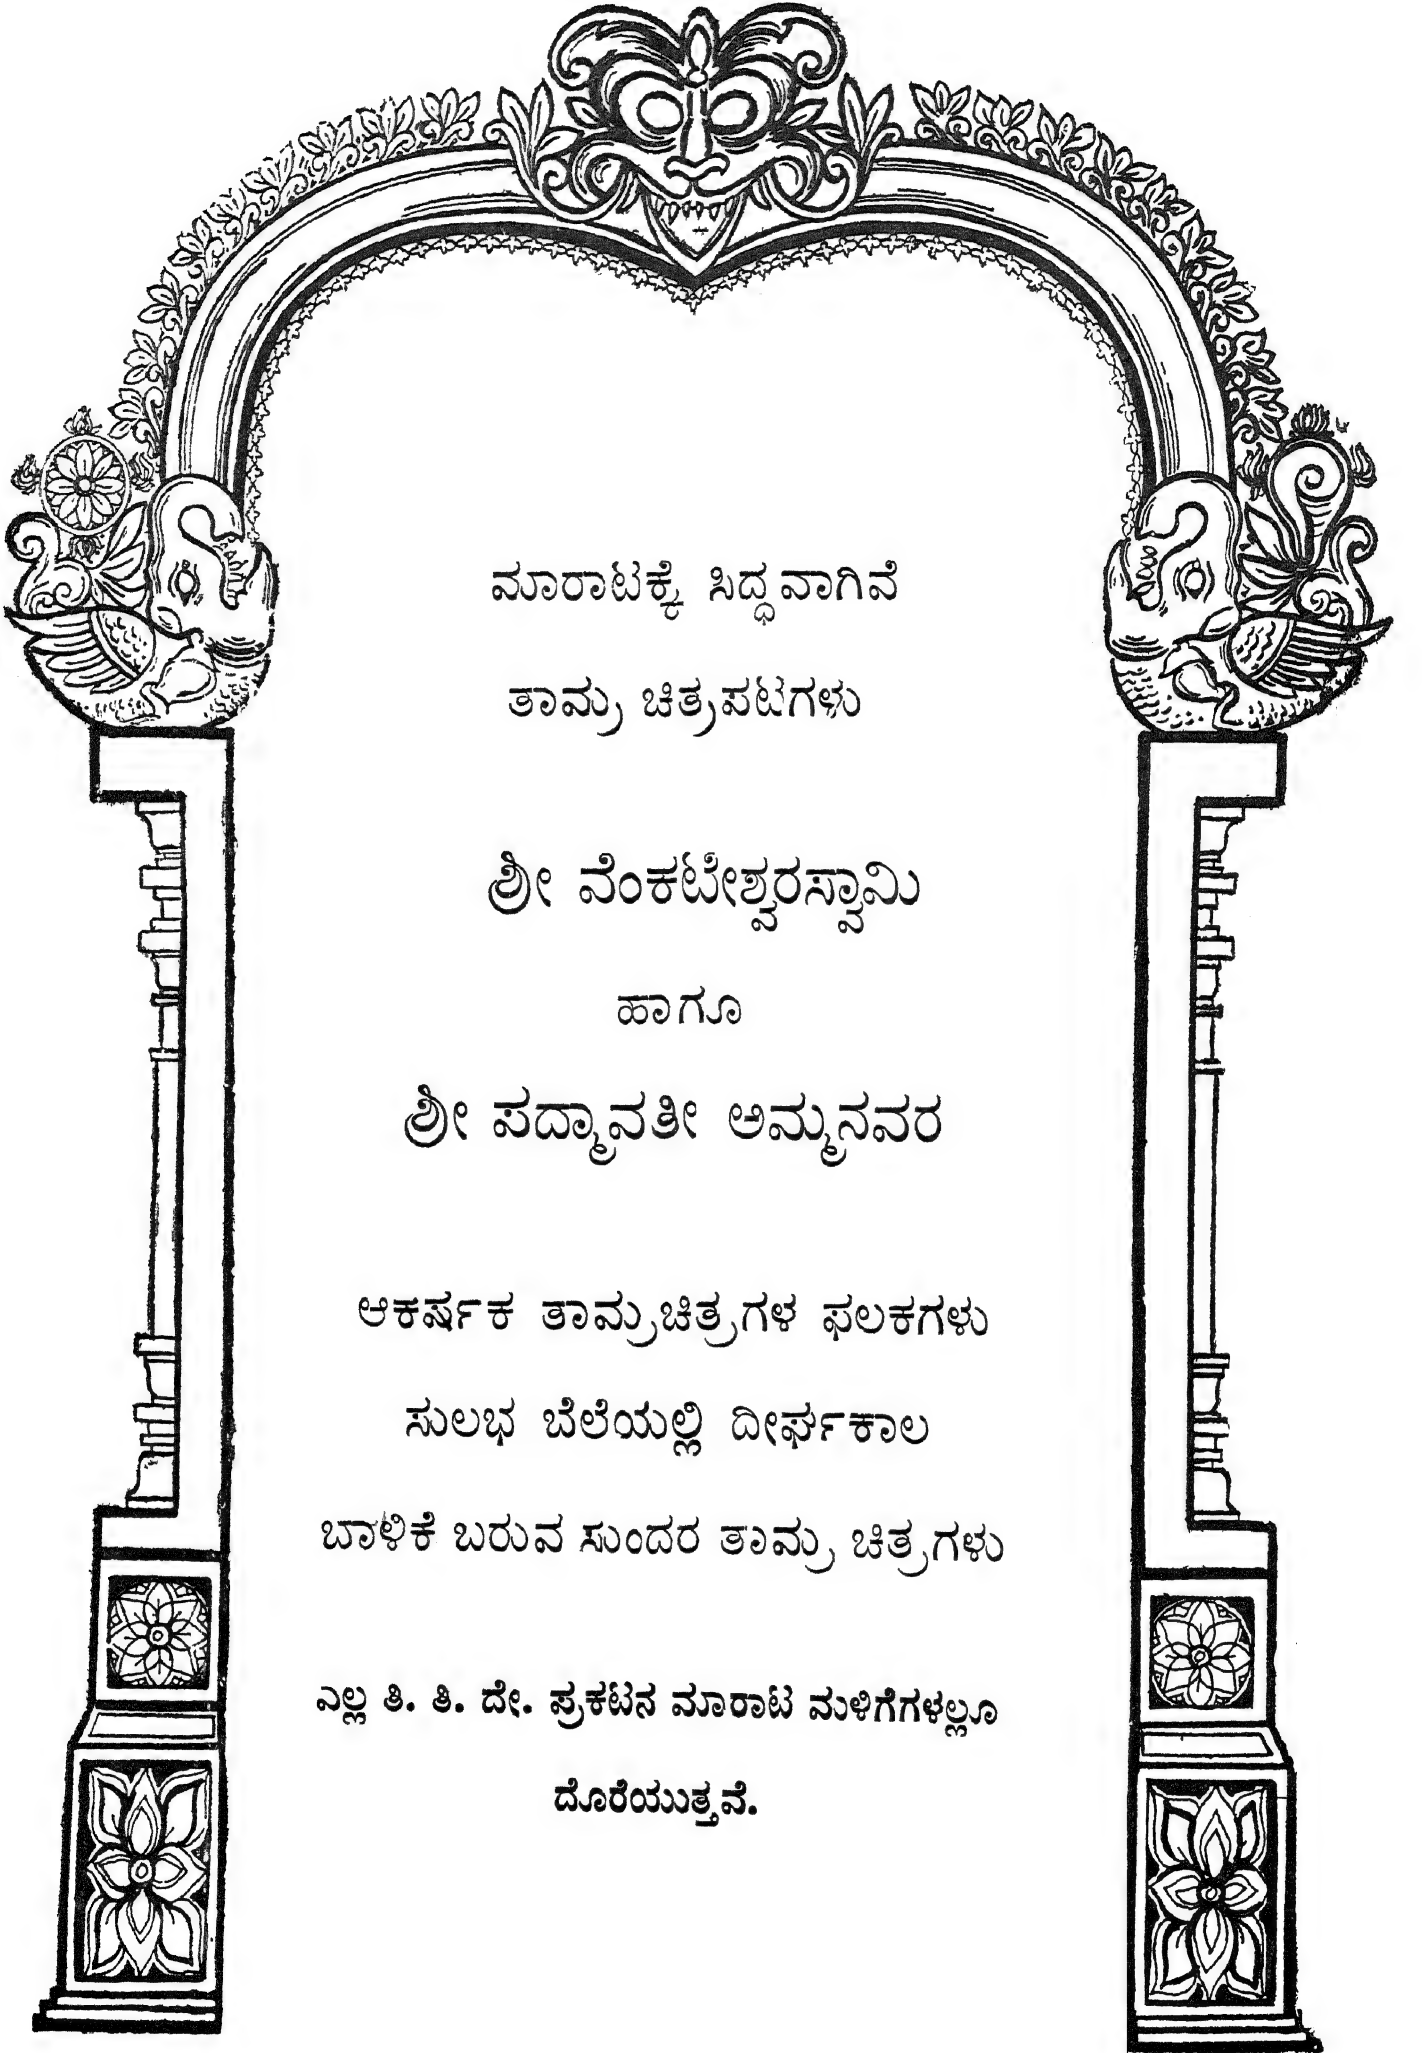 ಮಾರಾಟಕ್ಕೆ ಸಿದ್ಧವಾಗಿವೆ
ತಾಮ್ರ ಚಿತ್ರಪಟಗಳು
ಶ್ರೀ ವೆಂಕಟೇಶ್ವರಸ್ವಾಮಿ
ಹಾಗೂ
ಶ್ರೀ ಪದ್ಮಾವತೀ ಅಮ್ಮನವರ
ಆಕರ್ಷಕ ತಾಮ್ರಚಿತ್ರಗಳ ಫಲಕಗಳು
ಸುಲಭ ಬೆಲೆಯಲ್ಲಿ ದೀರ್ಘಕಾಲ
ಬಾಳಿಕೆ ಬರುವ ಸುಂದರ ತಾಮ್ರ ಚಿತ್ರಗಳು
ಎಲ್ಲ ತಿ. ತಿ. ದೇ. ಪ್ರಕಟನ ಮಾರಾಟ ಮಳಿಗೆಗಳಲ್ಲೂ
ದೊರೆಯುತ್ತವೆ.